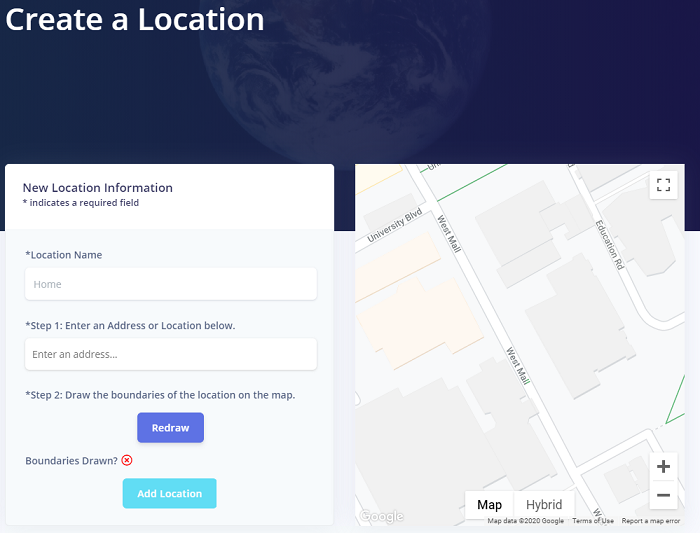 Create a Location
New Location Information
* indicates a required field
*Location Name
Home
*Step 1: Enter an Address or Location below.
Enter an address...
*Step 2: Draw the boundaries of the location on the map.
Redraw
Boundaries Drawn?
Add Location
University Blvd
West Mall
Education Rd
West Mall
Map
Hybrid
Google
Map data ©2020 Google
Terms of Use
Report a map error